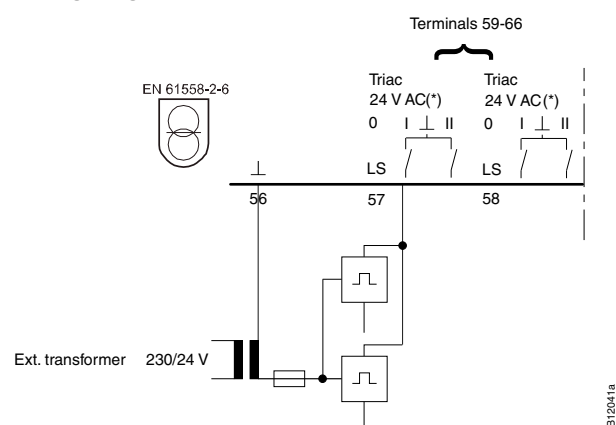 Terminals 59-66
EN 61558-2-6
Triac
24 V AC(*)
0 I ⊥ II
Triac
24 V AC(*)
0 I ⊥ II
⊥
LS
LS
56
57
58
Ext. transformer 230/24 V
B12041a